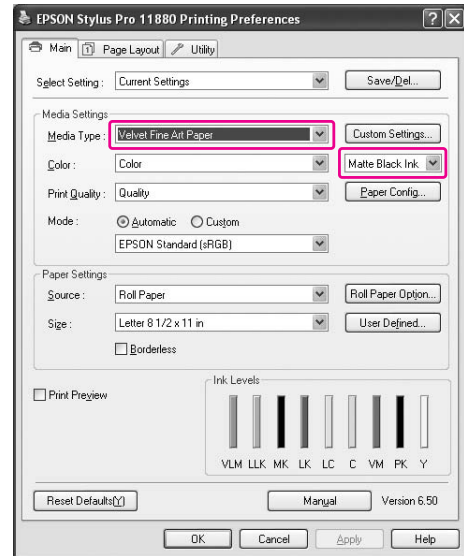 EPSON Stylus Pro 11880 Printing Preferences
Main Page Layout Utility
Select Setting : Current Settings Save/Del...
Media Settings
Media Type : Velvet Fine Art Paper Custom Settings...
Color : Color Matte Black Ink
Print Quality : Quality Paper Config...
Mode : Automatic Custom
EPSON Standard (sRGB)
Paper Settings
Source : Roll Paper Roll Paper Option...
Size : Letter 8 1/2 x 11 in User Defined...
Borderless
Print Preview
Ink Levels
VLM LLK MK LK LC C VM PK Y
Reset Defaults(Y) Manual Version 6.50
OK Cancel Apply Help